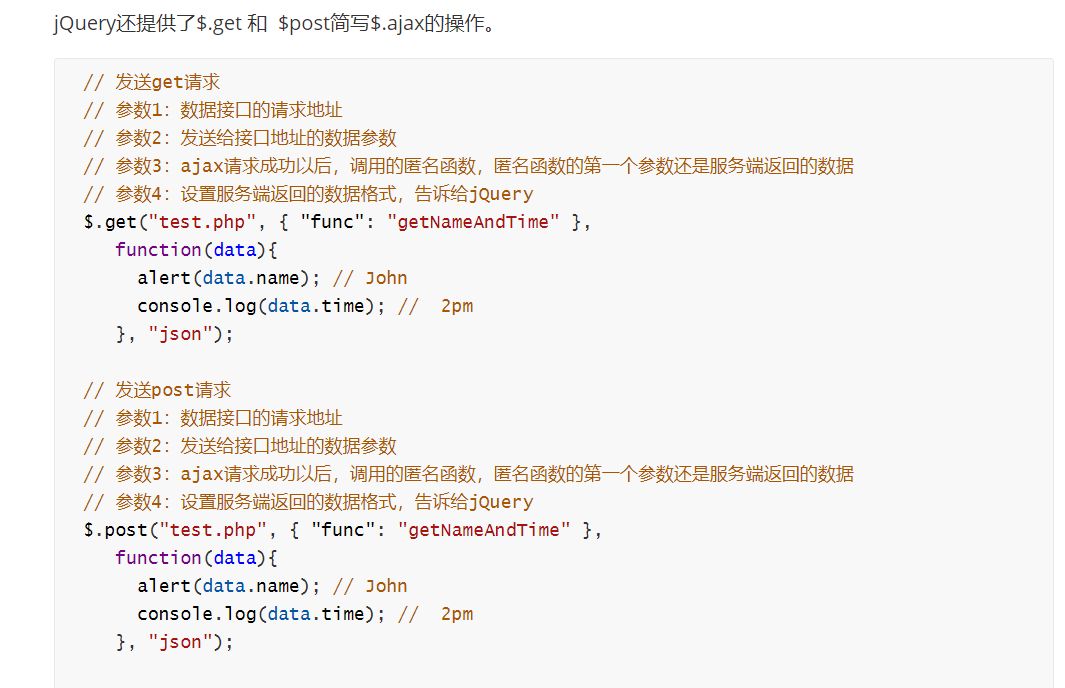 jQuery还提供了$.get 和  $post简写$.ajax的操作。
// 发送get请求
// 参数1：数据接口的请求地址
// 参数2：发送给接口地址的数据参数
// 参数3：ajax请求成功以后，调用的匿名函数，匿名函数的第一个参数还是服务端返回的数据
// 参数4：设置服务端返回的数据格式，告诉给jQuery
$.get("test.php", { "func": "getNameAndTime" },
   function(data){
     alert(data.name); // John
     console.log(data.time); //  2pm
   }, "json");
// 发送post请求
// 参数1：数据接口的请求地址
// 参数2：发送给接口地址的数据参数
// 参数3：ajax请求成功以后，调用的匿名函数，匿名函数的第一个参数还是服务端返回的数据
// 参数4：设置服务端返回的数据格式，告诉给jQuery
$.post("test.php", { "func": "getNameAndTime" },
   function(data){
     alert(data.name); // John
     console.log(data.time); //  2pm
   }, "json");